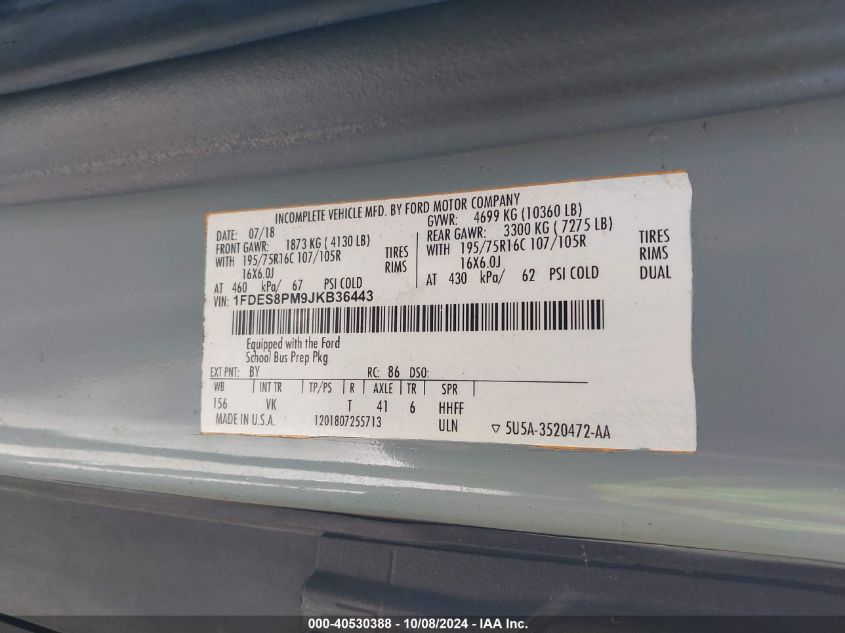 INCOMPLETE VEHICLE MFD. BY FORD MOTOR COMPANY
DATE: 07/18 GVWR: 4699 KG (10360 LB)
FRONT GAWR: 1873 KG ( 4130 LB) REAR GAWR: 3300 KG ( 7275 LB)
WITH 195/75R16C 107/105R TIRES WITH 195/75R16C 107/105R TIRES
16X6.0J RIMS 16X6.0J RIMS
AT 460 kPa/ 67 PSI COLD AT 430 kPa/ 62 PSI COLD DUAL
VIN: 1FDES8PM9JKB36443
Equipped with the Ford
School Bus Prep Pkg
EXT PNT: BY RC: 86 DSO:
WB INT TR TP/PS R AXLE TR SPR
156 VK T 41 6 HHFF
MADE IN U.S.A. 1201807255713 ULN ▽ 5U5A-3520472-AA
000-40530388 - 10/08/2024 - IAA Inc.